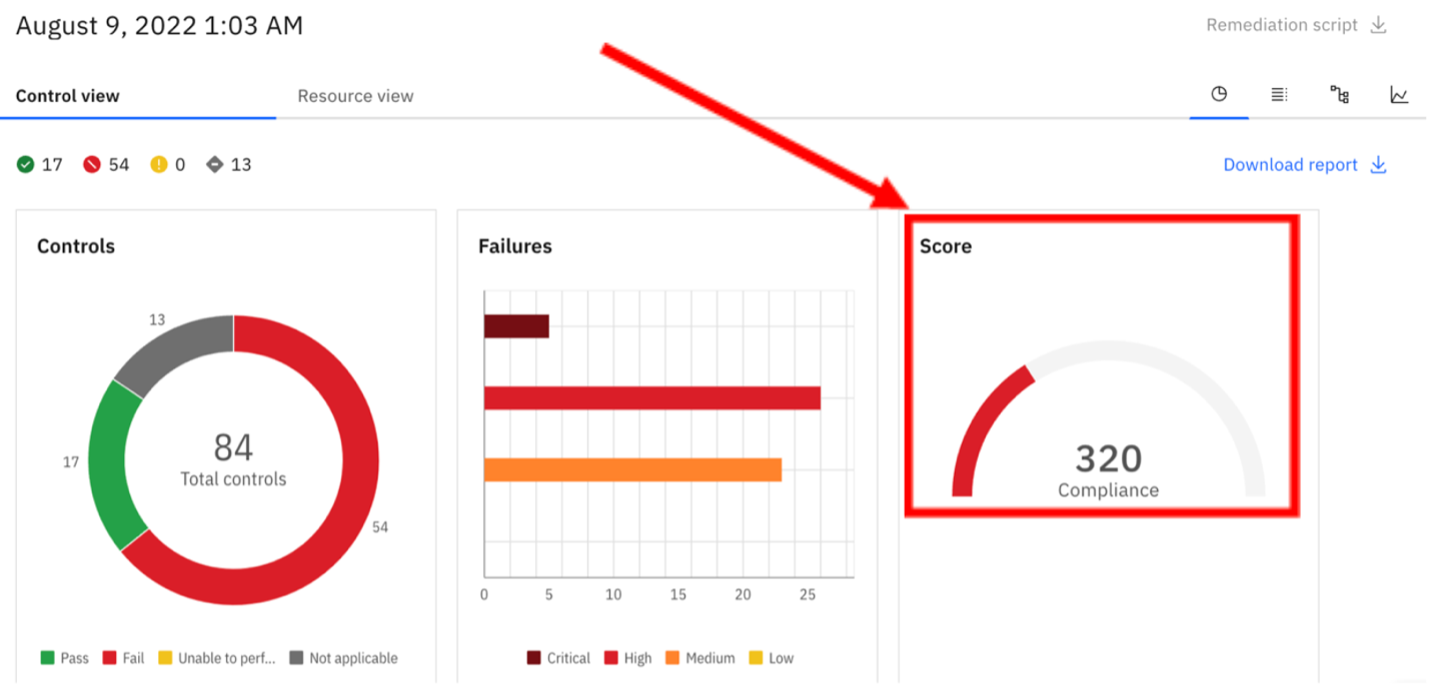 August 9, 2022 1:03 AM
Remediation script
Control view
Resource view
17 54 0 13
Download report
Controls
13
17
84
Total controls
54
Pass Fail Unable to perf... Not applicable
Failures
0 5 10 15 20 25
Critical High Medium Low
Score
320
Compliance